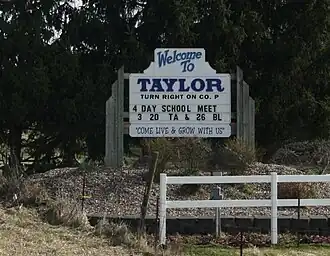 Welcome
To
TAYLOR
TURN RIGHT ON CO. P
4 DAY SCHOOL MEET
3 20 TA & 26 BL
"COME LIVE & GROW WITH US"